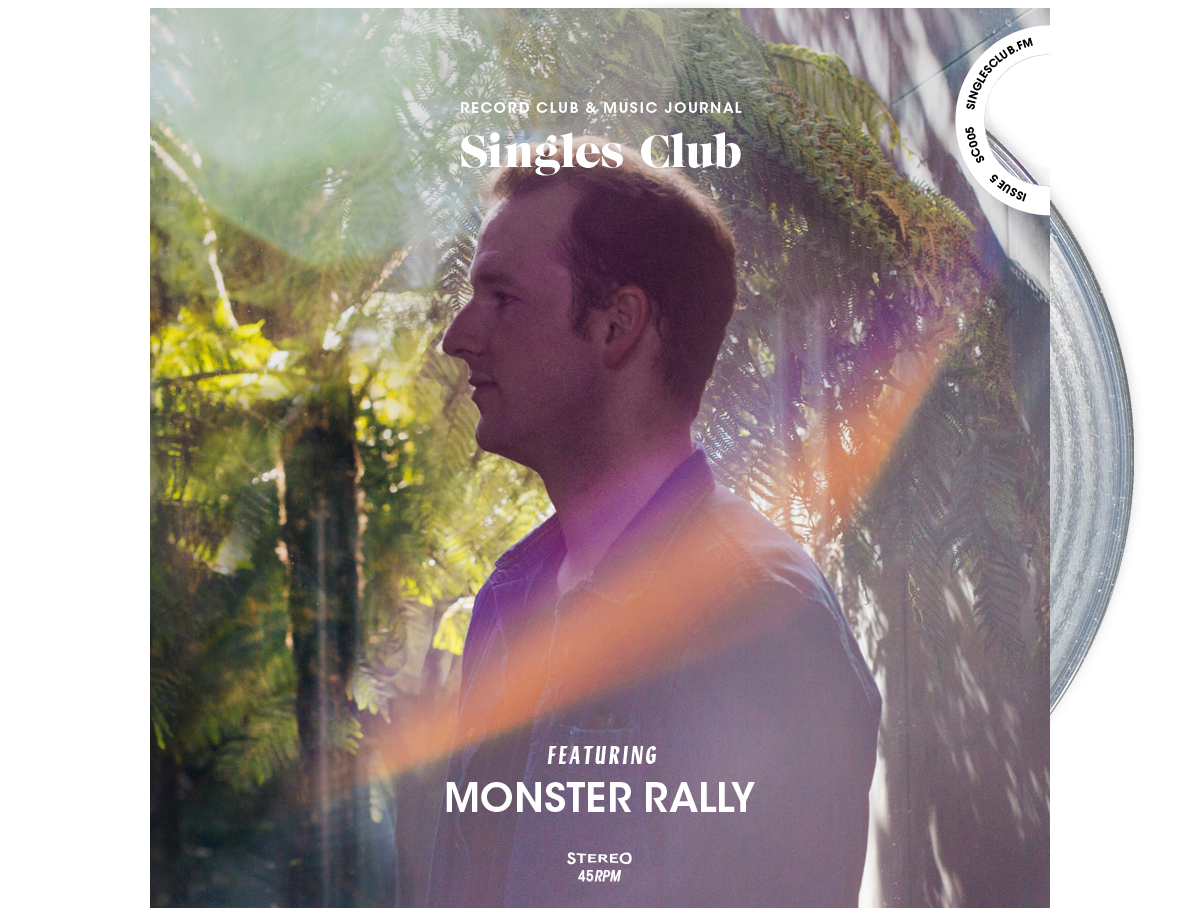 RECORD CLUB & MUSIC JOURNAL
Singles Club
SINGLESCLUB.FM
SC005
ISSUE 5
FEATURING
MONSTER RALLY
STEREO
45RPM